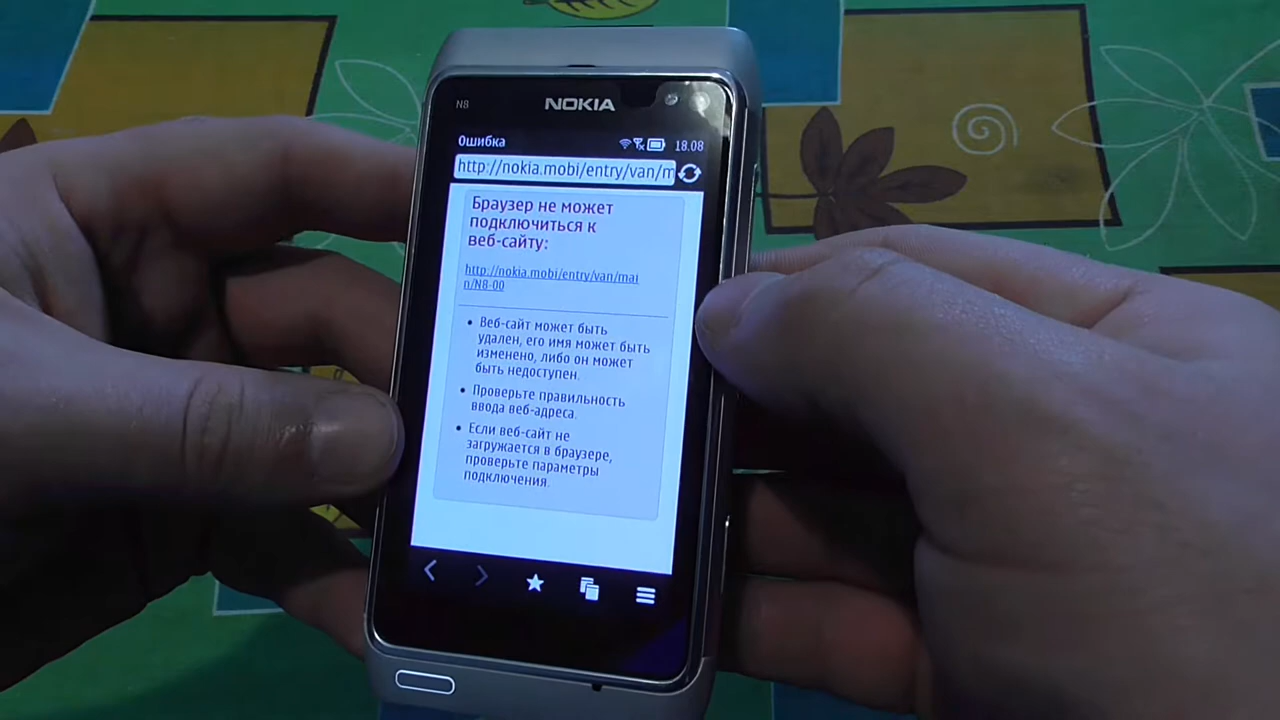 N8
NOKIA
Ошибка
18.08
http://nokia.mobi/entry/van/m
Браузер не может
подключиться к
веб-сайту:
http://nokia.mobi/entry/van/mai
n/N8-00
• Веб-сайт может быть
удален, его имя может быть
изменено, либо он может
быть недоступен.
• Проверьте правильность
ввода веб-адреса.
• Если веб-сайт не
загружается в браузере,
проверьте параметры
подключения.